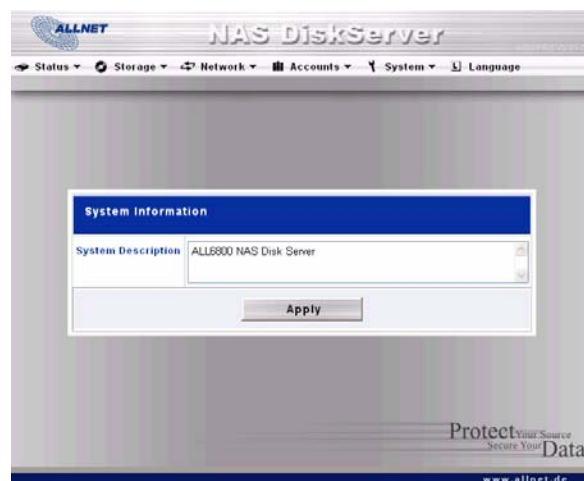 ALLNET
NAS DiskServer
Status Storage Network Accounts System Language
System Information
System Description
ALL6800 NAS Disk Server
Apply
Protect Your Source
Secure Your Data
www.allnet.de